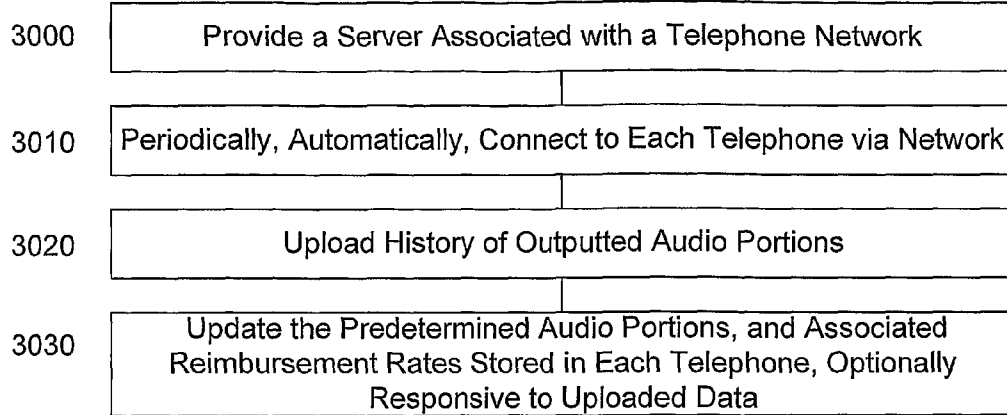 3000 Provide a Server Associated with a Telephone Network
3010 Periodically, Automatically, Connect to Each Telephone via Network
3020 Upload History of Outputted Audio Portions
3030 Update the Predetermined Audio Portions, and Associated
Reimbursement Rates Stored in Each Telephone, Optionally
Responsive to Uploaded Data